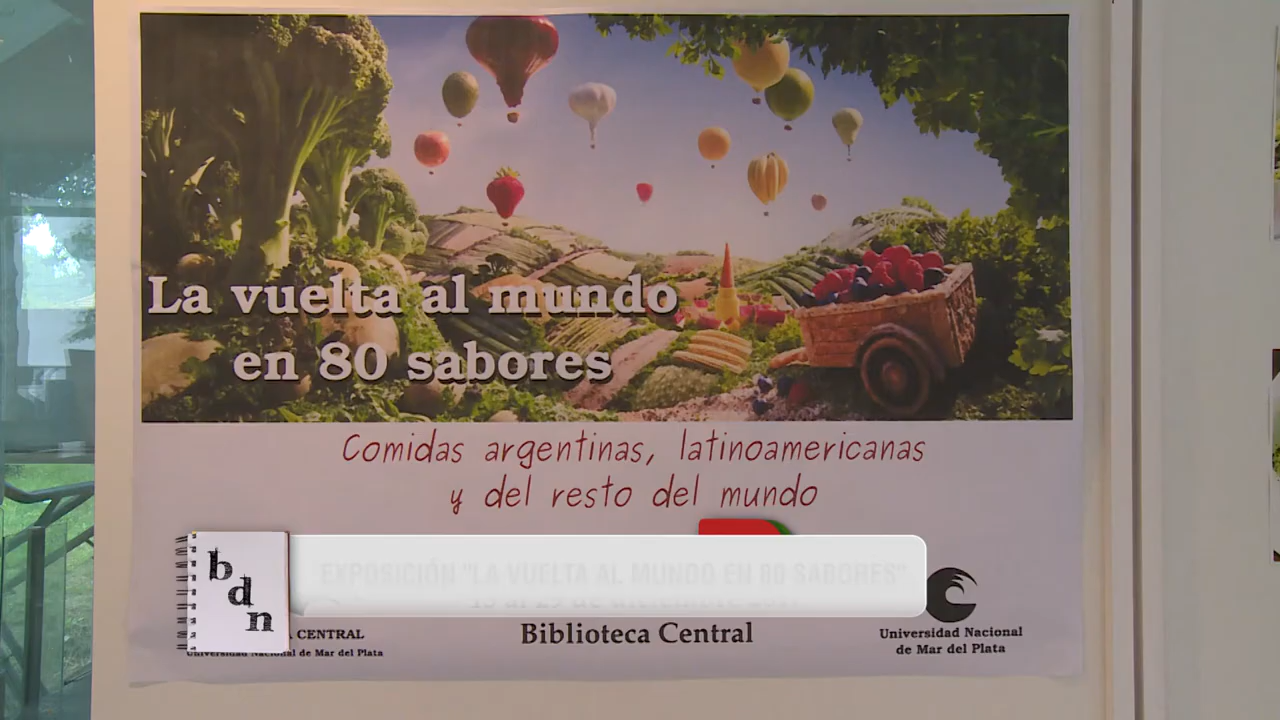 La vuelta al mundo
en 80 sabores
Comidas argentinas, latinoamericanas
y del resto del mundo
bdn
EXPOSICIÓN "LA VUELTA AL MUNDO EN 80 SABORES"
Biblioteca Central
CENTRAL
Universidad Nacional de Mar del Plata
Universidad Nacional
de Mar del Plata